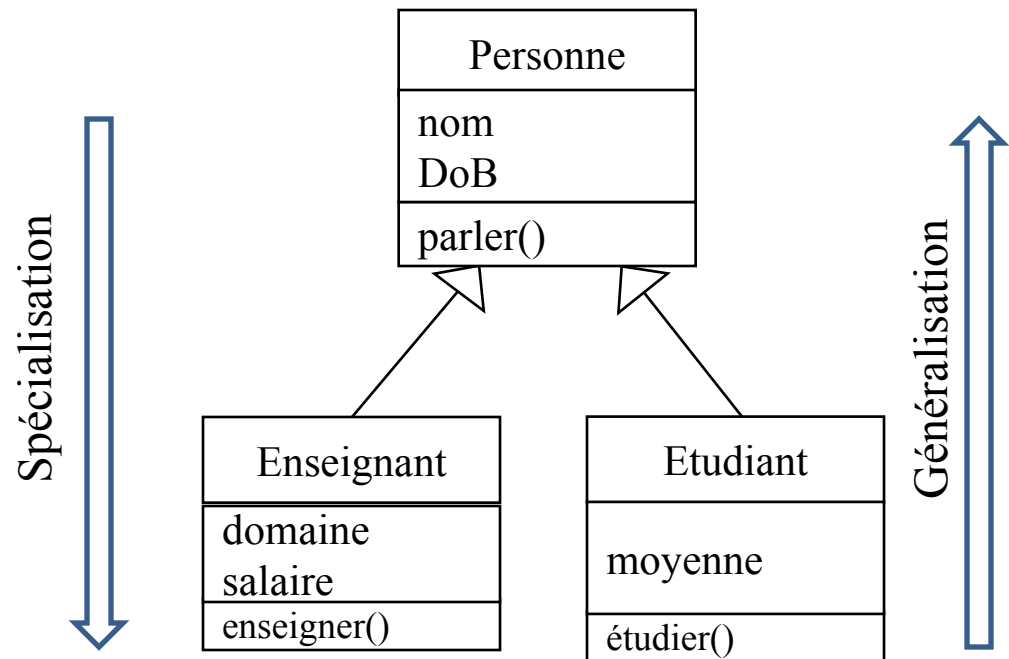 Personne
nom
DoB
parler()
Spécialisation
Généralisation
Enseignant
domaine
salaire
enseigner()
Etudiant
moyenne
étudier()